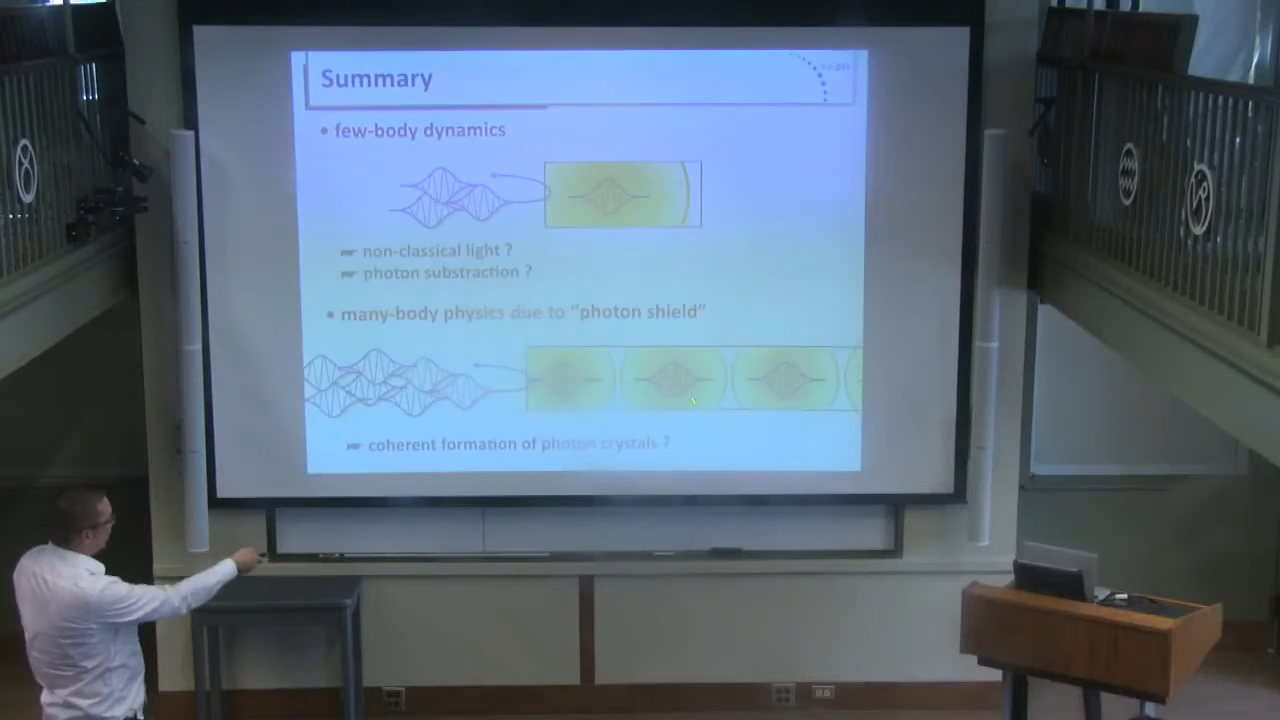 Summary
• few-body dynamics
☛ non-classical light ?
☛ photon substraction ?
• many-body physics due to "photon shield"
☛ coherent formation of photon crystals ?